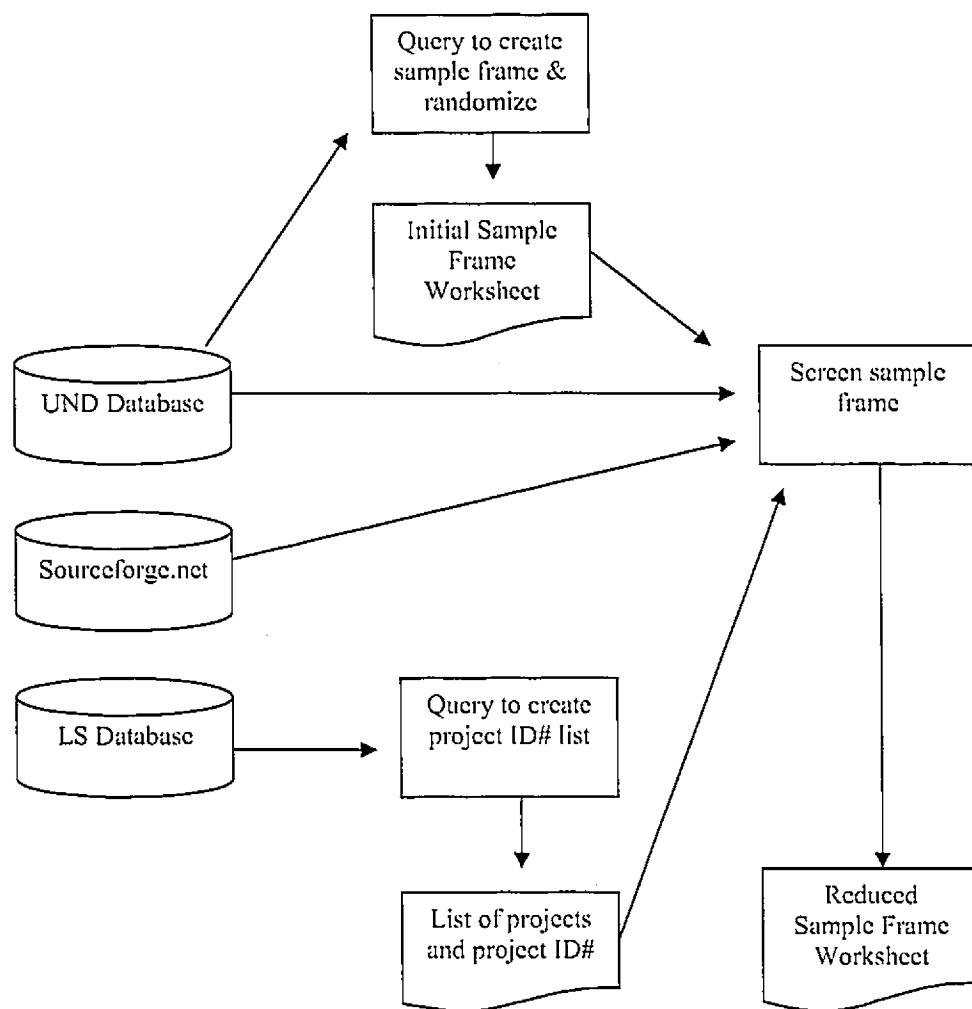 Query to create
sample frame &
randomize
Initial Sample
Frame
Worksheet
UND Database
Screen sample
frame
Sourceforge.net
LS Database
Query to create
project ID# list
List of projects
and project ID#
Reduced
Sample Frame
Worksheet